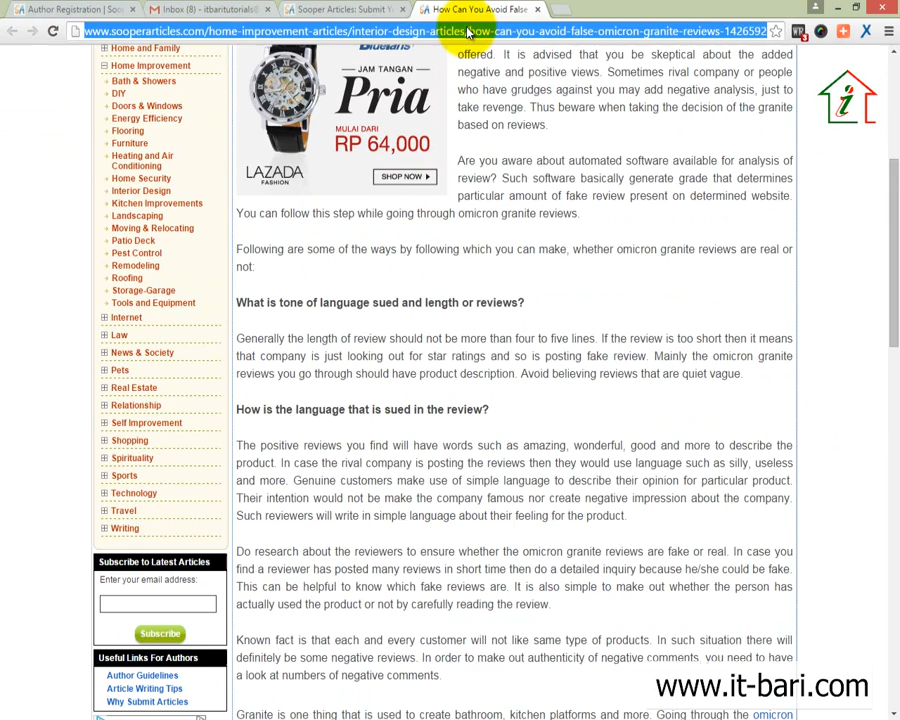 Author Registration |
Inbox (8) - itbaritutorials@
Sooper Articles: Submit Y
How Can You Avoid False
www.sooperarticles.com/home-improvement-articles/interior-design-articles/how-can-you-avoid-false-omicron-granite-reviews-1426592
Home and Family
Home Improvement
Bath & Showers
DIY
Doors & Windows
Energy Efficiency
Flooring
Furniture
Heating and Air
Conditioning
Home Security
Interior Design
Kitchen Improvements
Landscaping
Moving & Relocating
Patio Deck
Pest Control
Remodeling
Roofing
Storage-Garage
Tools and Equipment
Internet
Law
News & Society
Pets
Real Estate
Relationship
Self Improvement
Shopping
Spirituality
Sports
Technology
Travel
Writing
Subscribe to Latest Articles
Enter your email address:
Subscribe
Useful Links For Authors
Author Guidelines
Article Writing Tips
Why Submit Articles
JAM TANGAN
Pria
MULAI DARI
RP 64,000
LAZADA
FASHION
SHOP NOW
offered. It is advised that you be skeptical about the added
negative and positive views. Sometimes rival company or people
who have grudges against you may add negative analysis, just to
take revenge. Thus beware when taking the decision of the granite
based on reviews.
Are you aware about automated software available for analysis of
review? Such software basically generate grade that determines
particular amount of fake review present on determined website.
You can follow this step while going through omicron granite reviews.
Following are some of the ways by following which you can make, whether omicron granite reviews are real or
not:
What is tone of language sued and length or reviews?
Generally the length of review should not be more than four to five lines. If the review is too short then it means
that company is just looking out for star ratings and so is posting fake review. Mainly the omicron granite
reviews you go through should have product description. Avoid believing reviews that are quiet vague.
How is the language that is sued in the review?
The positive reviews you find will have words such as amazing, wonderful, good and more to describe the
product. In case the rival company is posting the reviews then they would use language such as silly, useless
and more. Genuine customers make use of simple language to describe their opinion for particular product.
Their intention would not be make the company famous nor create negative impression about the company.
Such reviewers will write in simple language about their feeling for the product.
Do research about the reviewers to ensure whether the omicron granite reviews are fake or real. In case you
find a reviewer has posted many reviews in short time then do a detailed inquiry because he/she could be fake.
This can be helpful to know which fake reviews are. It is also simple to make out whether the person has
actually used the product or not by carefully reading the review.
Known fact is that each and every customer will not like same type of products. In such situation there will
definitely be some negative reviews. In order to make out authenticity of negative comments, you need to have
a look at numbers of negative comments.
Granite is one thing that is used to create bathroom, kitchen platforms and more. Going through the omicron
www.it-bari.com